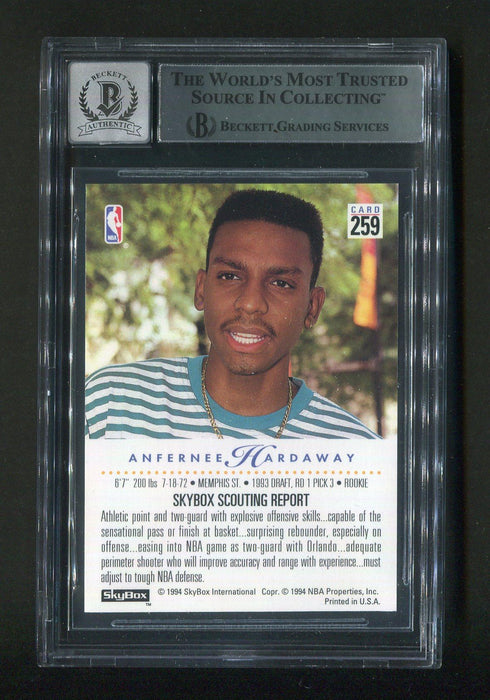 BECKETT
B
AUTHENTIC
THE WORLD'S MOST TRUSTED
SOURCE IN COLLECTING™
B BECKETT GRADING SERVICES
NBA
CARD
259
ANFERNEE HARDAWAY
6'7" 200 lbs 7-18-72 • MEMPHIS ST. • 1993 DRAFT, RD 1 PICK 3 • ROOKIE
SKYBOX SCOUTING REPORT
Athletic point and two-guard with explosive offensive skills...capable of the
sensational pass or finish at basket...surprising rebounder, especially on
offense...easing into NBA game as two-guard with Orlando...adequate
perimeter shooter who will improve accuracy and range with experience...must
adjust to tough NBA defense.
SkyBox™ © 1994 SkyBox International Copr. © 1994 NBA Properties, Inc.
Printed in U.S.A.